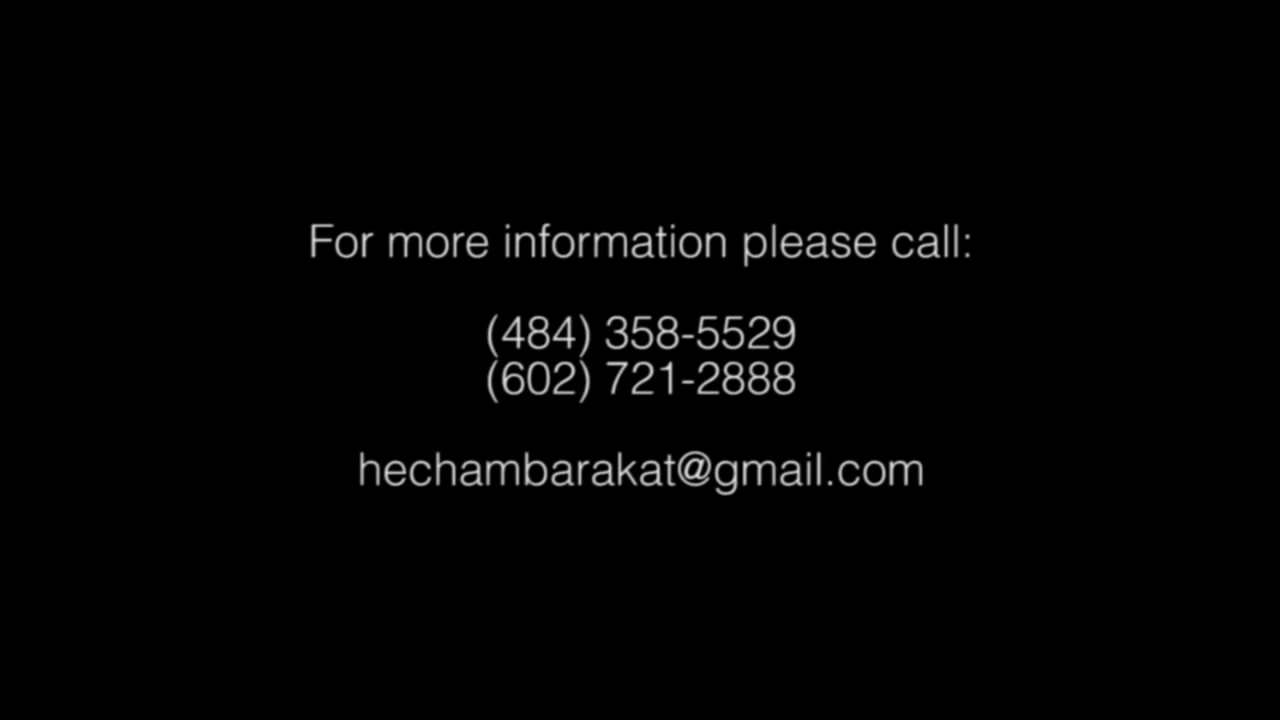 For more information please call:
(484) 358-5529
(602) 721-2888
hechambarakat@gmail.com